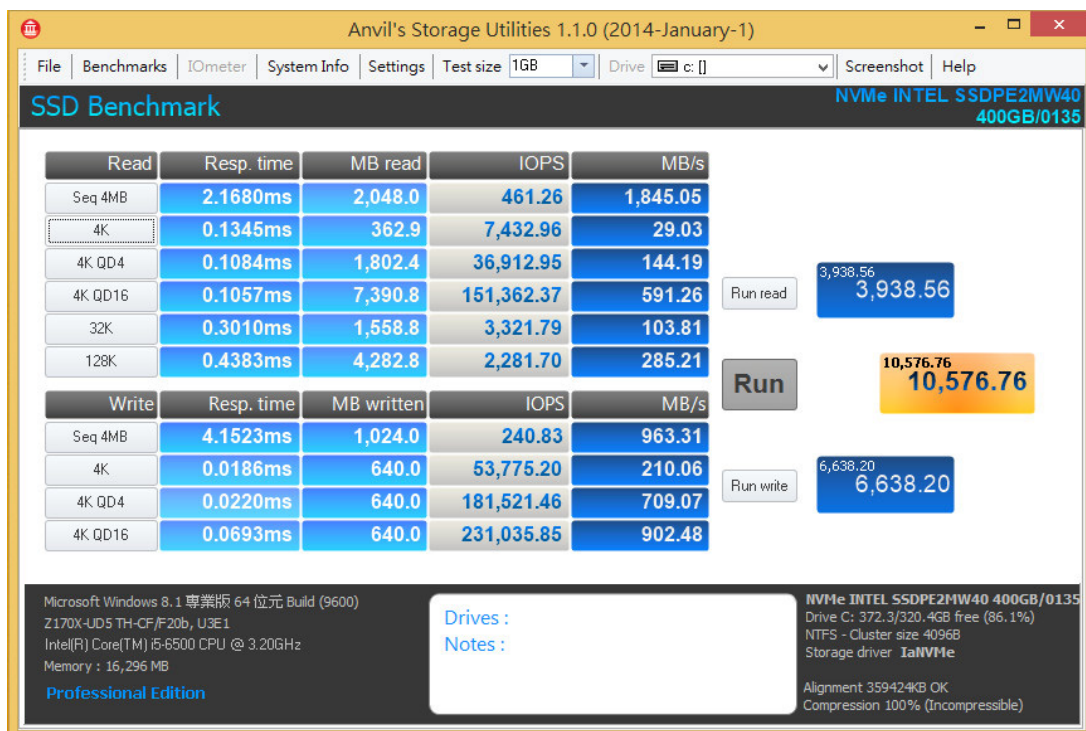 Anvil's Storage Utilities 1.1.0 (2014-January-1)
File Benchmarks IOmeter System Info Settings Test size 1GB Drive c: [] Screenshot Help
SSD Benchmark
NVMe INTEL SSDPE2MW40
400GB/0135
Read Resp. time MB read IOPS MB/s
Seq 4MB 2.1680ms 2,048.0 461.26 1,845.05
4K 0.1345ms 362.9 7,432.96 29.03
4K QD4 0.1084ms 1,802.4 36,912.95 144.19
4K QD16 0.1057ms 7,390.8 151,362.37 591.26
32K 0.3010ms 1,558.8 3,321.79 103.81
128K 0.4383ms 4,282.8 2,281.70 285.21
Run read
3,938.56
3,938.56
Run
10,576.76
10,576.76
Write Resp. time MB written IOPS MB/s
Seq 4MB 4.1523ms 1,024.0 240.83 963.31
4K 0.0186ms 640.0 53,775.20 210.06
4K QD4 0.0220ms 640.0 181,521.46 709.07
4K QD16 0.0693ms 640.0 231,035.85 902.48
Run write
6,638.20
6,638.20
Microsoft Windows 8.1 專業版 64 位元 Build (9600)
Z170X-UD5 TH-CF/F20b, U3E1
Intel(R) Core(TM) i5-6500 CPU @ 3.20GHz
Memory : 16,296 MB
Professional Edition
Drives :
Notes :
NVMe INTEL SSDPE2MW40 400GB/0135
Drive C: 372.3/320.4GB free (86.1%)
NTFS - Cluster size 4096B
Storage driver IaNVMe
Alignment 359424KB OK
Compression 100% (Incompressible)